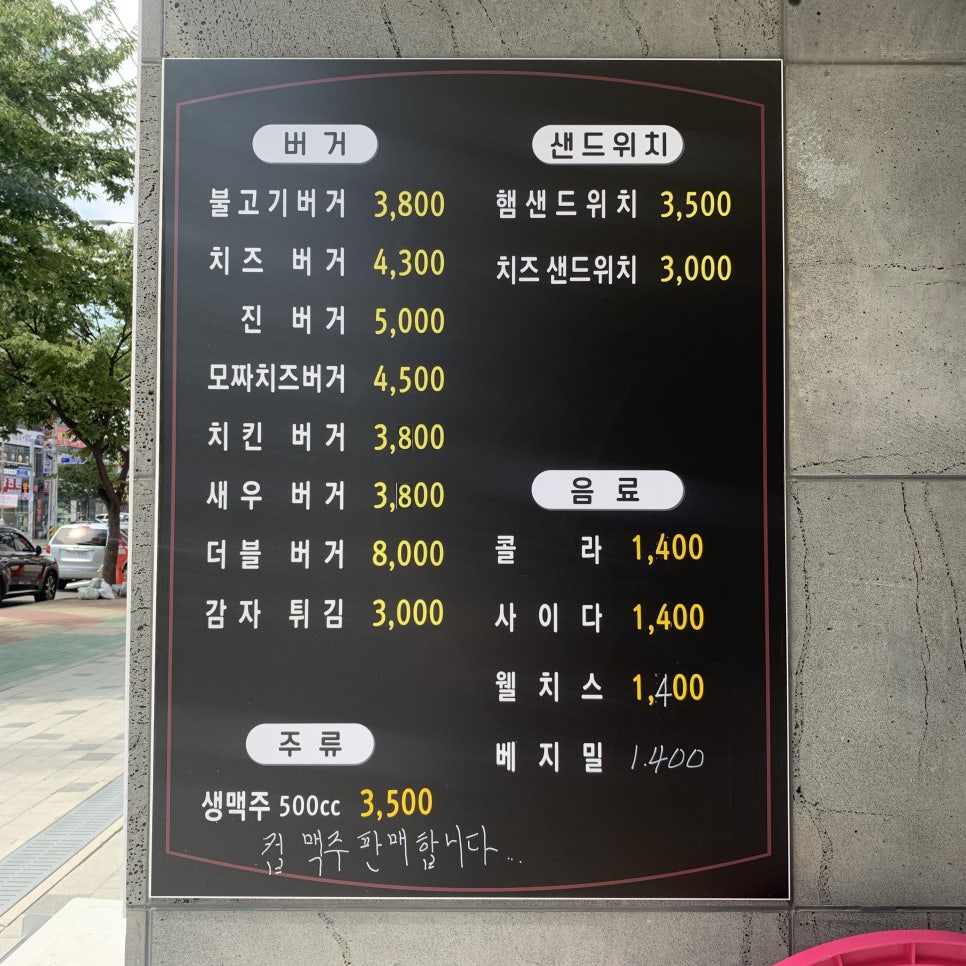 버거
불고기버거 3,800
치즈 버거 4,300
진 버거 5,000
모짜치즈버거 4,500
치킨 버거 3,800
새우 버거 3,800
더블 버거 8,000
감자 튀김 3,000
주류
생맥주 500cc 3,500
컵 맥주 판매합니다...
샌드위치
햄샌드위치 3,500
치즈샌드위치 3,000
음료
콜라 1,400
사이다 1,400
웰치스 1,400
베지밀 1.400